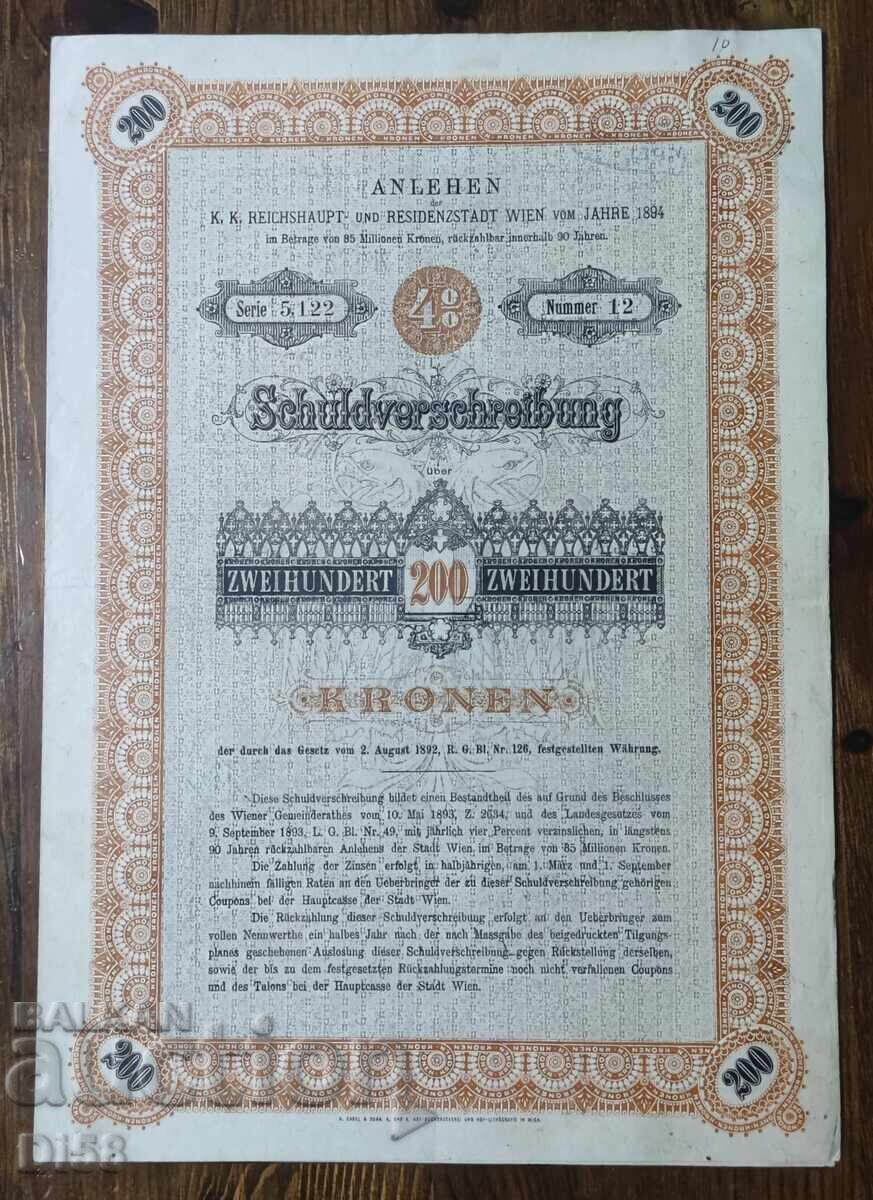 10
200
200
ANLEHEN
der
K. K. REICHSHAUPT- UND RESIDENZSTADT WIEN VOM JAHRE 1894
im Betrage von 85 Millionen Kronen, rückzahlbar innerhalb 90 Jahren.
Serie 5,122
4%
Nummer 12
Schuldverschreibung
über
ZWEIHUNDERT 200 ZWEIHUNDERT
KRONEN
der durch das Gesetz vom 2. August 1892, R. G. Bl. Nr. 126, festgestellten Währung.
Diese Schuldverschreibung bildet einen Bestandtheil des auf Grund des Beschlusses
des Wiener Gemeinderathes vom 10. Mai 1893, Z. 2634, und des Landesgesetzes vom
9. September 1893, L. G. Bl. Nr. 49, mit jährlich vier Percent verzinslichen, in längstens
90 Jahren rückzahlbaren Anlehens der Stadt Wien im Betrage von 85 Millionen Kronen.
Die Zahlung der Zinsen erfolgt in halbjährigen, am 1. März und 1. September
nachhinein fälligen Raten an den Ueberbringer der zu dieser Schuldverschreibung gehörigen
Coupons bei der Hauptcasse der Stadt Wien.
Die Rückzahlung dieser Schuldverschreibung erfolgt an den Ueberbringer zum
vollen Nennwerthe ein halbes Jahr nach der nach Massgabe des beigedruckten Tilgungs-
planes geschehenen Auslosung dieser Schuldverschreibung gegen Rückstellung derselben,
sowie der bis zu dem festgesetzten Rückzahlungstermine noch nicht verfallenen Coupons
und des Talons bei der Hauptcasse der Stadt Wien.
200
200
BALKAN
auction
Di58